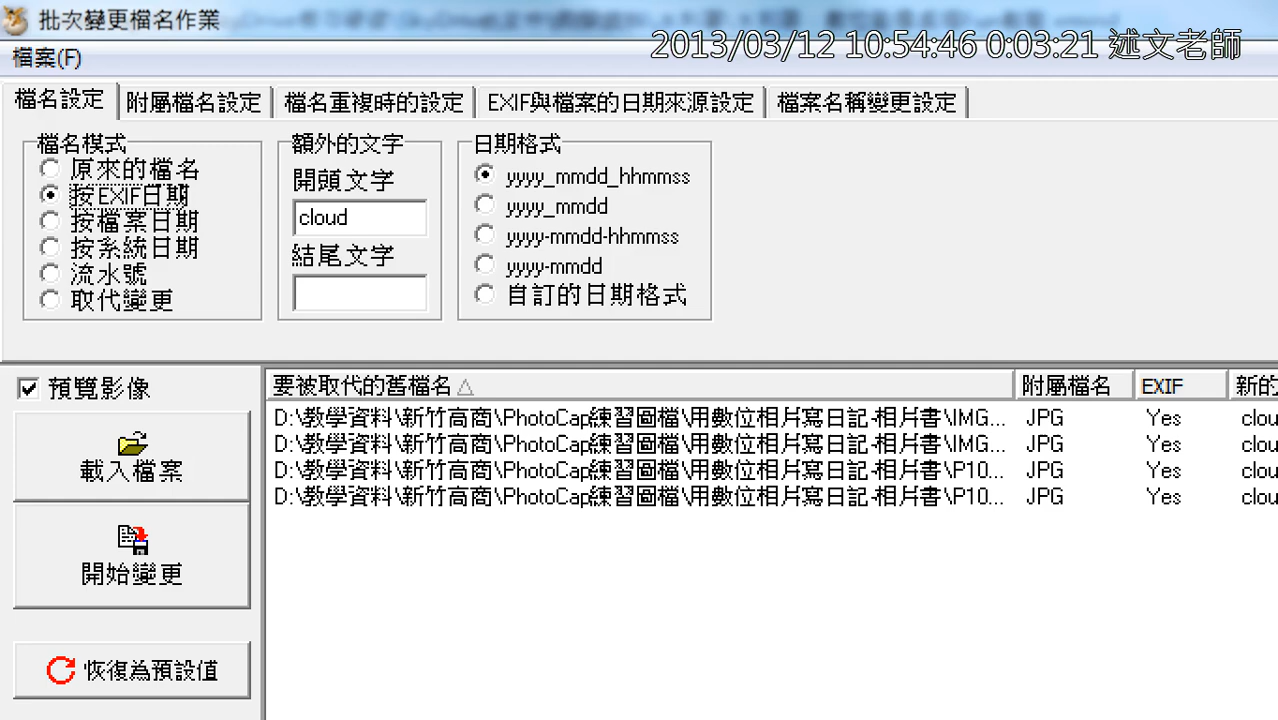 批次變更檔名作業
2013/03/12 10:54:46 0:03:21 述文老師
檔案(F)
檔名設定 附屬檔名設定 檔名重複時的設定 EXIF與檔案的日期來源設定 檔案名稱變更設定
檔名模式
原來的檔名
按EXIF日期
按檔案日期
按系統日期
流水號
取代變更
額外的文字
開頭文字
cloud
結尾文字
日期格式
yyyy_mmdd_hhmmss
yyyy_mmdd
yyyy-mmdd-hhmmss
yyyy-mmdd
自訂的日期格式
預覽影像
載入檔案
開始變更
恢復為預設值
要被取代的舊檔名 附屬檔名 EXIF 新的
D:\教學資料\新竹高商\PhotoCap練習圖檔\用數位相片寫日記-相片書\IMG... JPG Yes clou
D:\教學資料\新竹高商\PhotoCap練習圖檔\用數位相片寫日記-相片書\IMG... JPG Yes clou
D:\教學資料\新竹高商\PhotoCap練習圖檔\用數位相片寫日記-相片書\P10... JPG Yes clou
D:\教學資料\新竹高商\PhotoCap練習圖檔\用數位相片寫日記-相片書\P10... JPG Yes clou